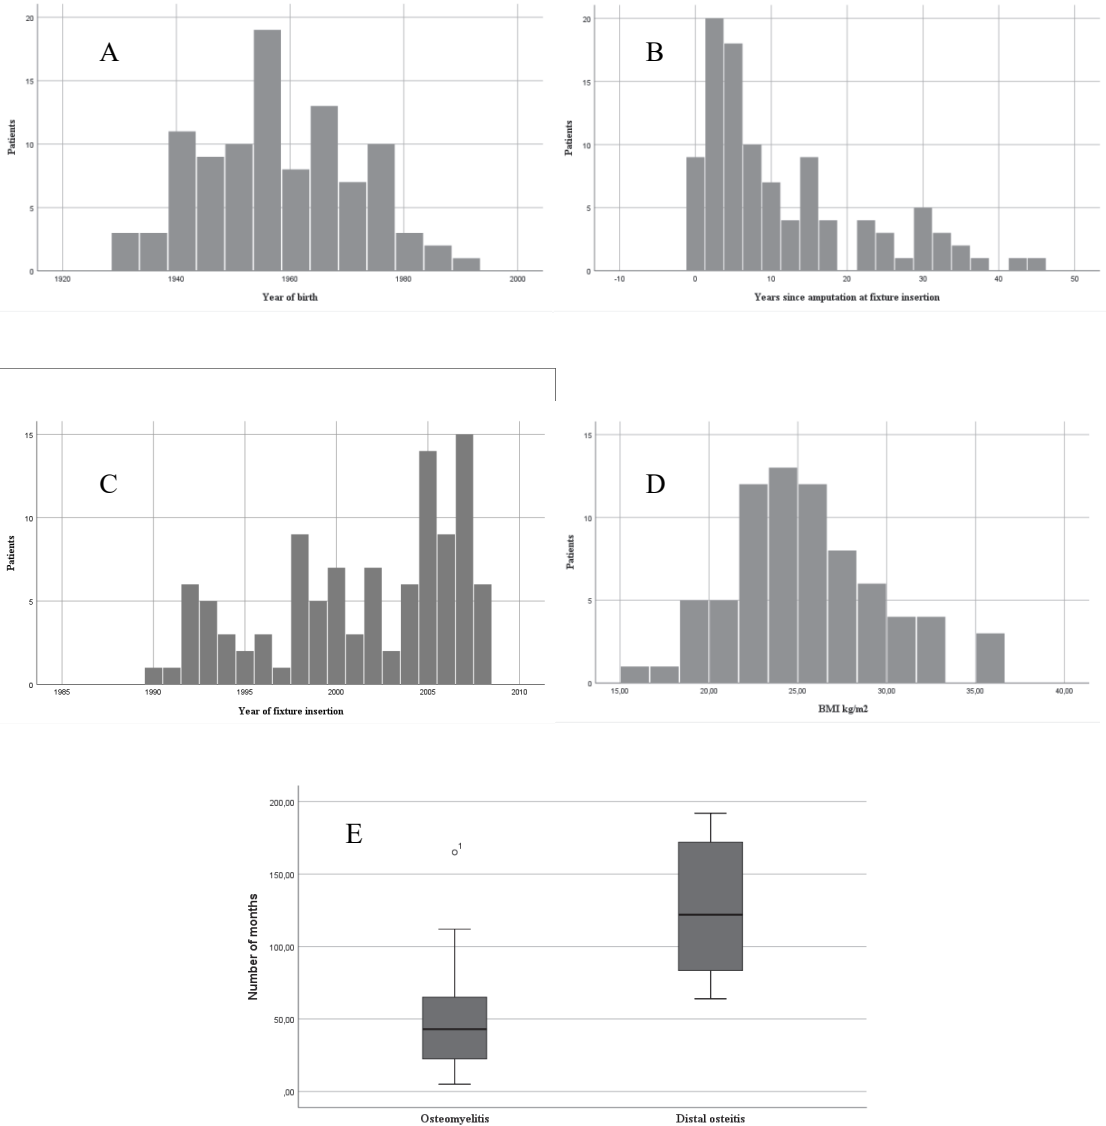 A
20
15
10
5
0
Patients
1920 1940 1960 1980 2000
Year of birth
B
20
15
10
5
0
Patients
-10 0 10 20 30 40 50
Years since amputation at fixture insertion
C
15
10
5
0
Patients
1985 1990 1995 2000 2005 2010
Year of fixture insertion
D
15
10
5
0
Patients
15,00 20,00 25,00 30,00 35,00 40,00
BMI kg/m2
E
200,00
150,00
100,00
50,00
,00
Number of months
1
Osteomyelitis Distal osteitis